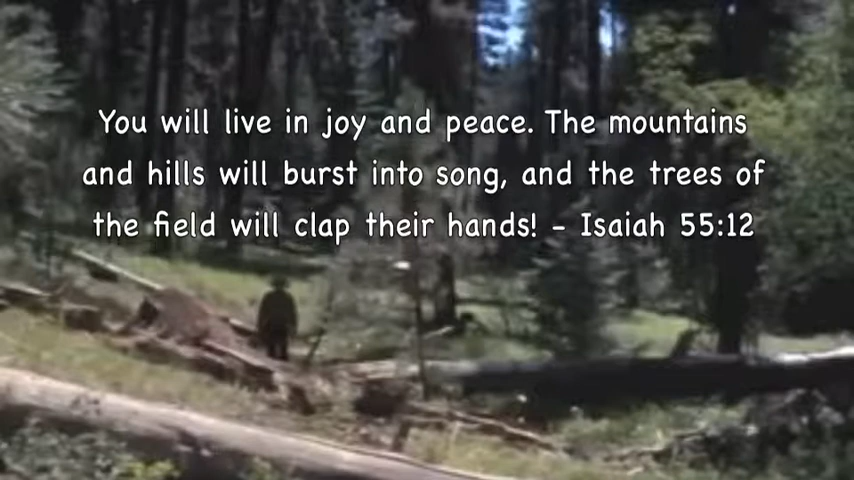 You will live in joy and peace. The mountains
and hills will burst into song, and the trees of
the field will clap their hands! - Isaiah 55:12